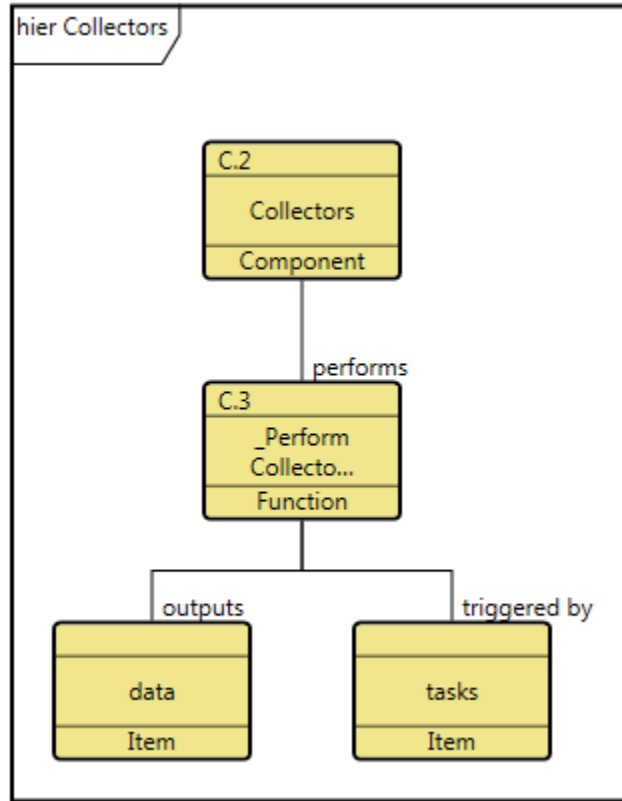 hier Collectors
C.2
Collectors
Component
performs
C.3
_Perform
Collecto...
Function
outputs
triggered by
data
tasks
Item
Item